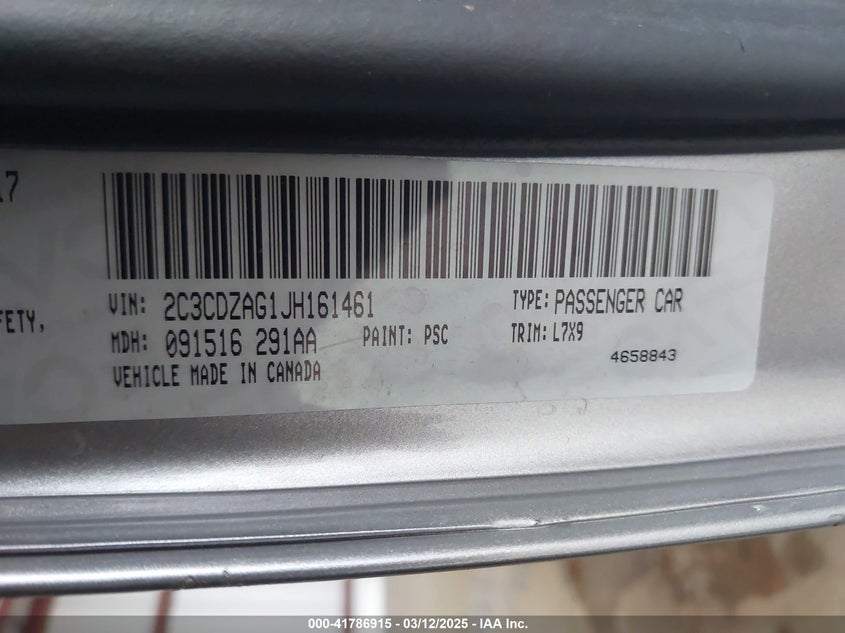 17
VIN: 2C3CDZAG1JH161461
TYPE: PASSENGER CAR
FETY,
MDH: 091516 291AA
PAINT: PSC
TRIM: L7X9
VEHICLE MADE IN CANADA
4658843
000-41786915 - 03/12/2025 - © IAA Inc.